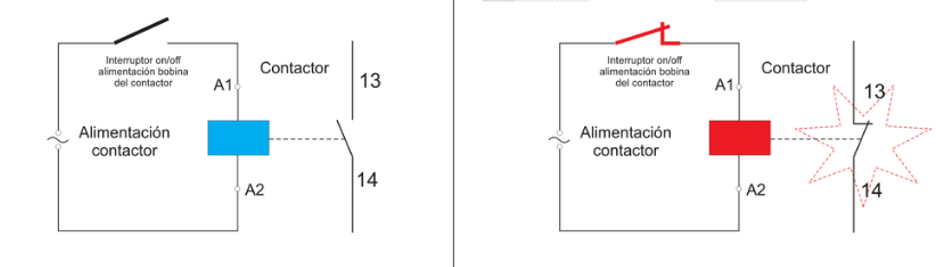 Interruptor on/off
alimentación bobina
del contactor
Contactor
A1
13
Alimentación
contactor
14
A2
Interruptor on/off
alimentación bobina
del contactor
Contactor
A1
13
Alimentación
contactor
14
A2